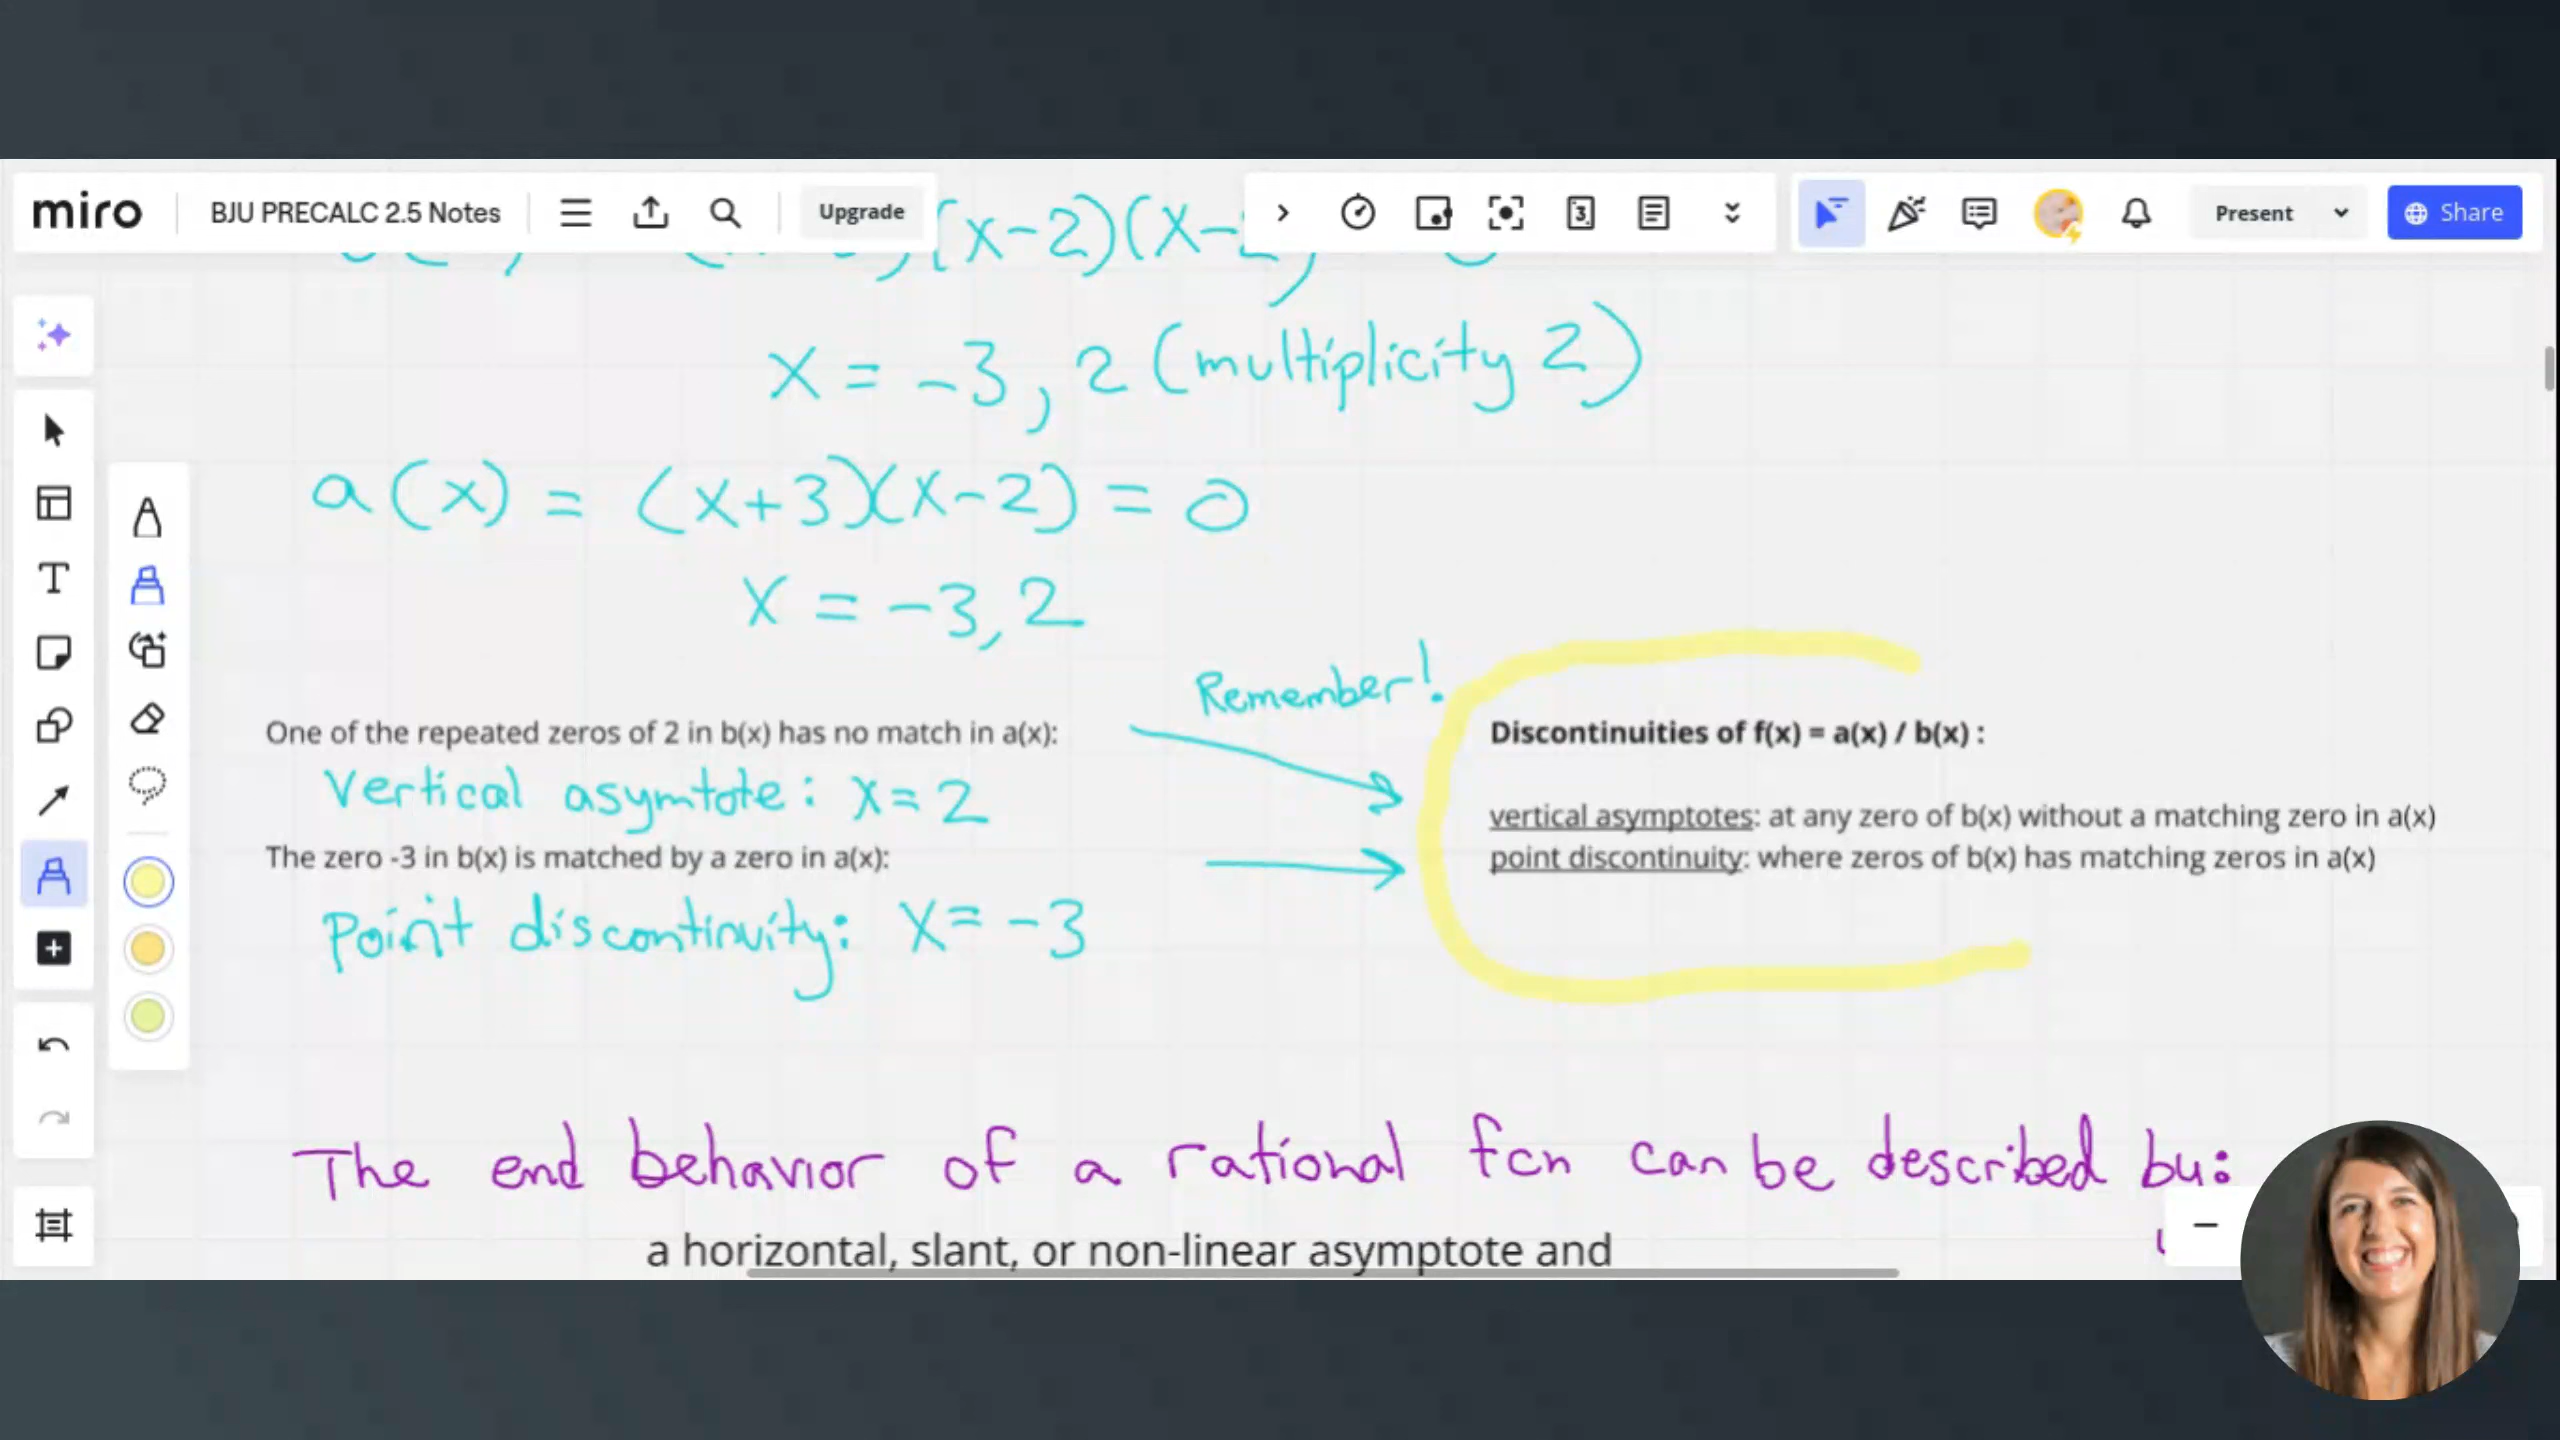 miro BJU PRECALC 2.5 Notes Upgrade Present Share
(x-2)(x-
x = -3, 2 (multiplicity 2)
a(x) = (x+3)(x-2) = 0
x = -3, 2
Remember!
One of the repeated zeros of 2 in b(x) has no match in a(x):
Vertical asymtote: x = 2
The zero -3 in b(x) is matched by a zero in a(x):
Point discontinuity: x = -3
Discontinuities of f(x) = a(x) / b(x) :
vertical asymptotes: at any zero of b(x) without a matching zero in a(x)
point discontinuity: where zeros of b(x) has matching zeros in a(x)
The end behavior of a rational fcn can be described by:
a horizontal, slant, or non-linear asymptote and